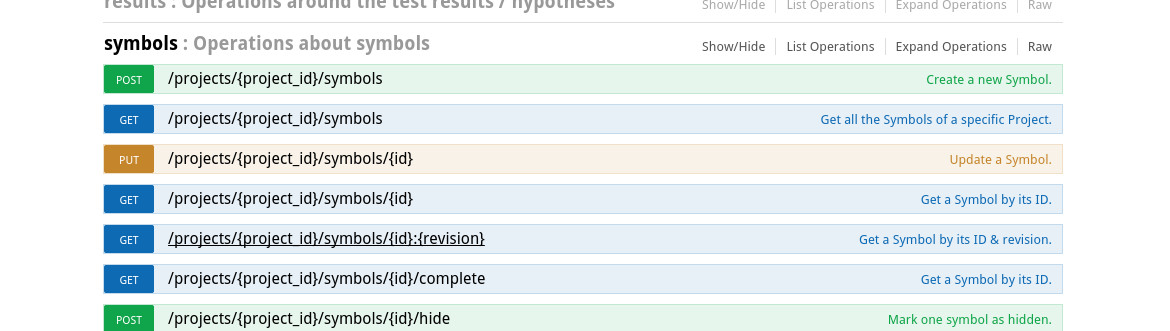 results : Operations around the test results / hypotheses Show/Hide List Operations Expand Operations Raw
symbols : Operations about symbols Show/Hide List Operations Expand Operations Raw
POST /projects/{project_id}/symbols Create a new Symbol.
GET /projects/{project_id}/symbols Get all the Symbols of a specific Project.
PUT /projects/{project_id}/symbols/{id} Update a Symbol.
GET /projects/{project_id}/symbols/{id} Get a Symbol by its ID.
GET /projects/{project_id}/symbols/{id}:{revision} Get a Symbol by its ID & revision.
GET /projects/{project_id}/symbols/{id}/complete Get a Symbol by its ID.
POST /projects/{project_id}/symbols/{id}/hide Mark one symbol as hidden.